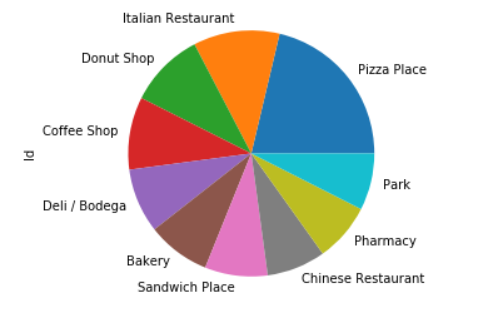 Italian Restaurant
Donut Shop
Pizza Place
Coffee Shop
Id
Park
Deli / Bodega
Pharmacy
Bakery
Chinese Restaurant
Sandwich Place